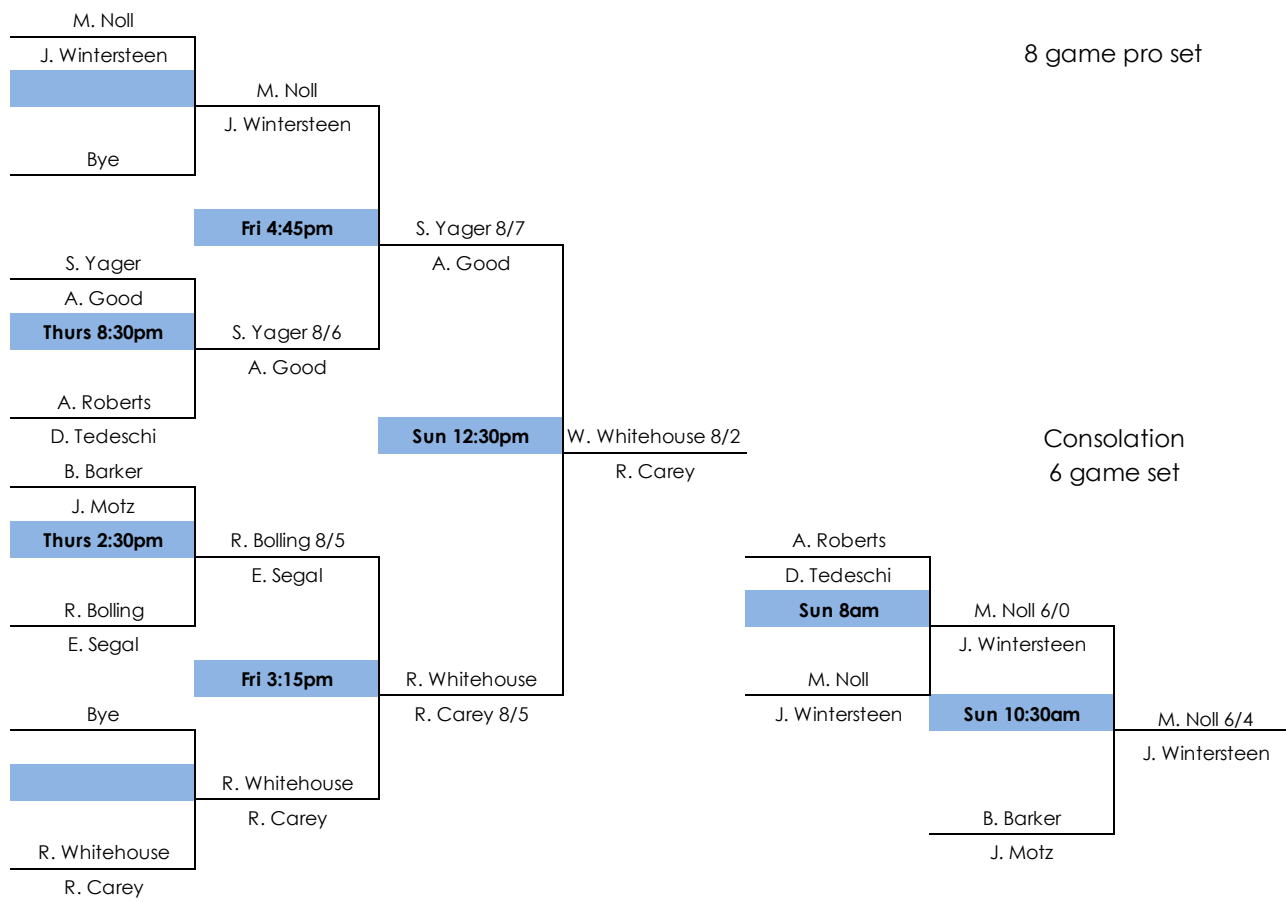 M. Noll
J. Wintersteen
8 game pro set
M. Noll
J. Wintersteen
Bye
Fri 4:45pm
S. Yager 8/7
A. Good
S. Yager
A. Good
Thurs 8:30pm
S. Yager 8/6
A. Good
A. Roberts
D. Tedeschi
Sun 12:30pm
W. Whitehouse 8/2
R. Carey
Consolation
6 game set
B. Barker
J. Motz
Thurs 2:30pm
R. Bolling 8/5
E. Segal
R. Bolling
E. Segal
A. Roberts
D. Tedeschi
Sun 8am
M. Noll 6/0
J. Wintersteen
Fri 3:15pm
R. Whitehouse
R. Carey 8/5
M. Noll
J. Wintersteen
Sun 10:30am
M. Noll 6/4
J. Wintersteen
Bye
R. Whitehouse
R. Carey
B. Barker
J. Motz
R. Whitehouse
R. Carey